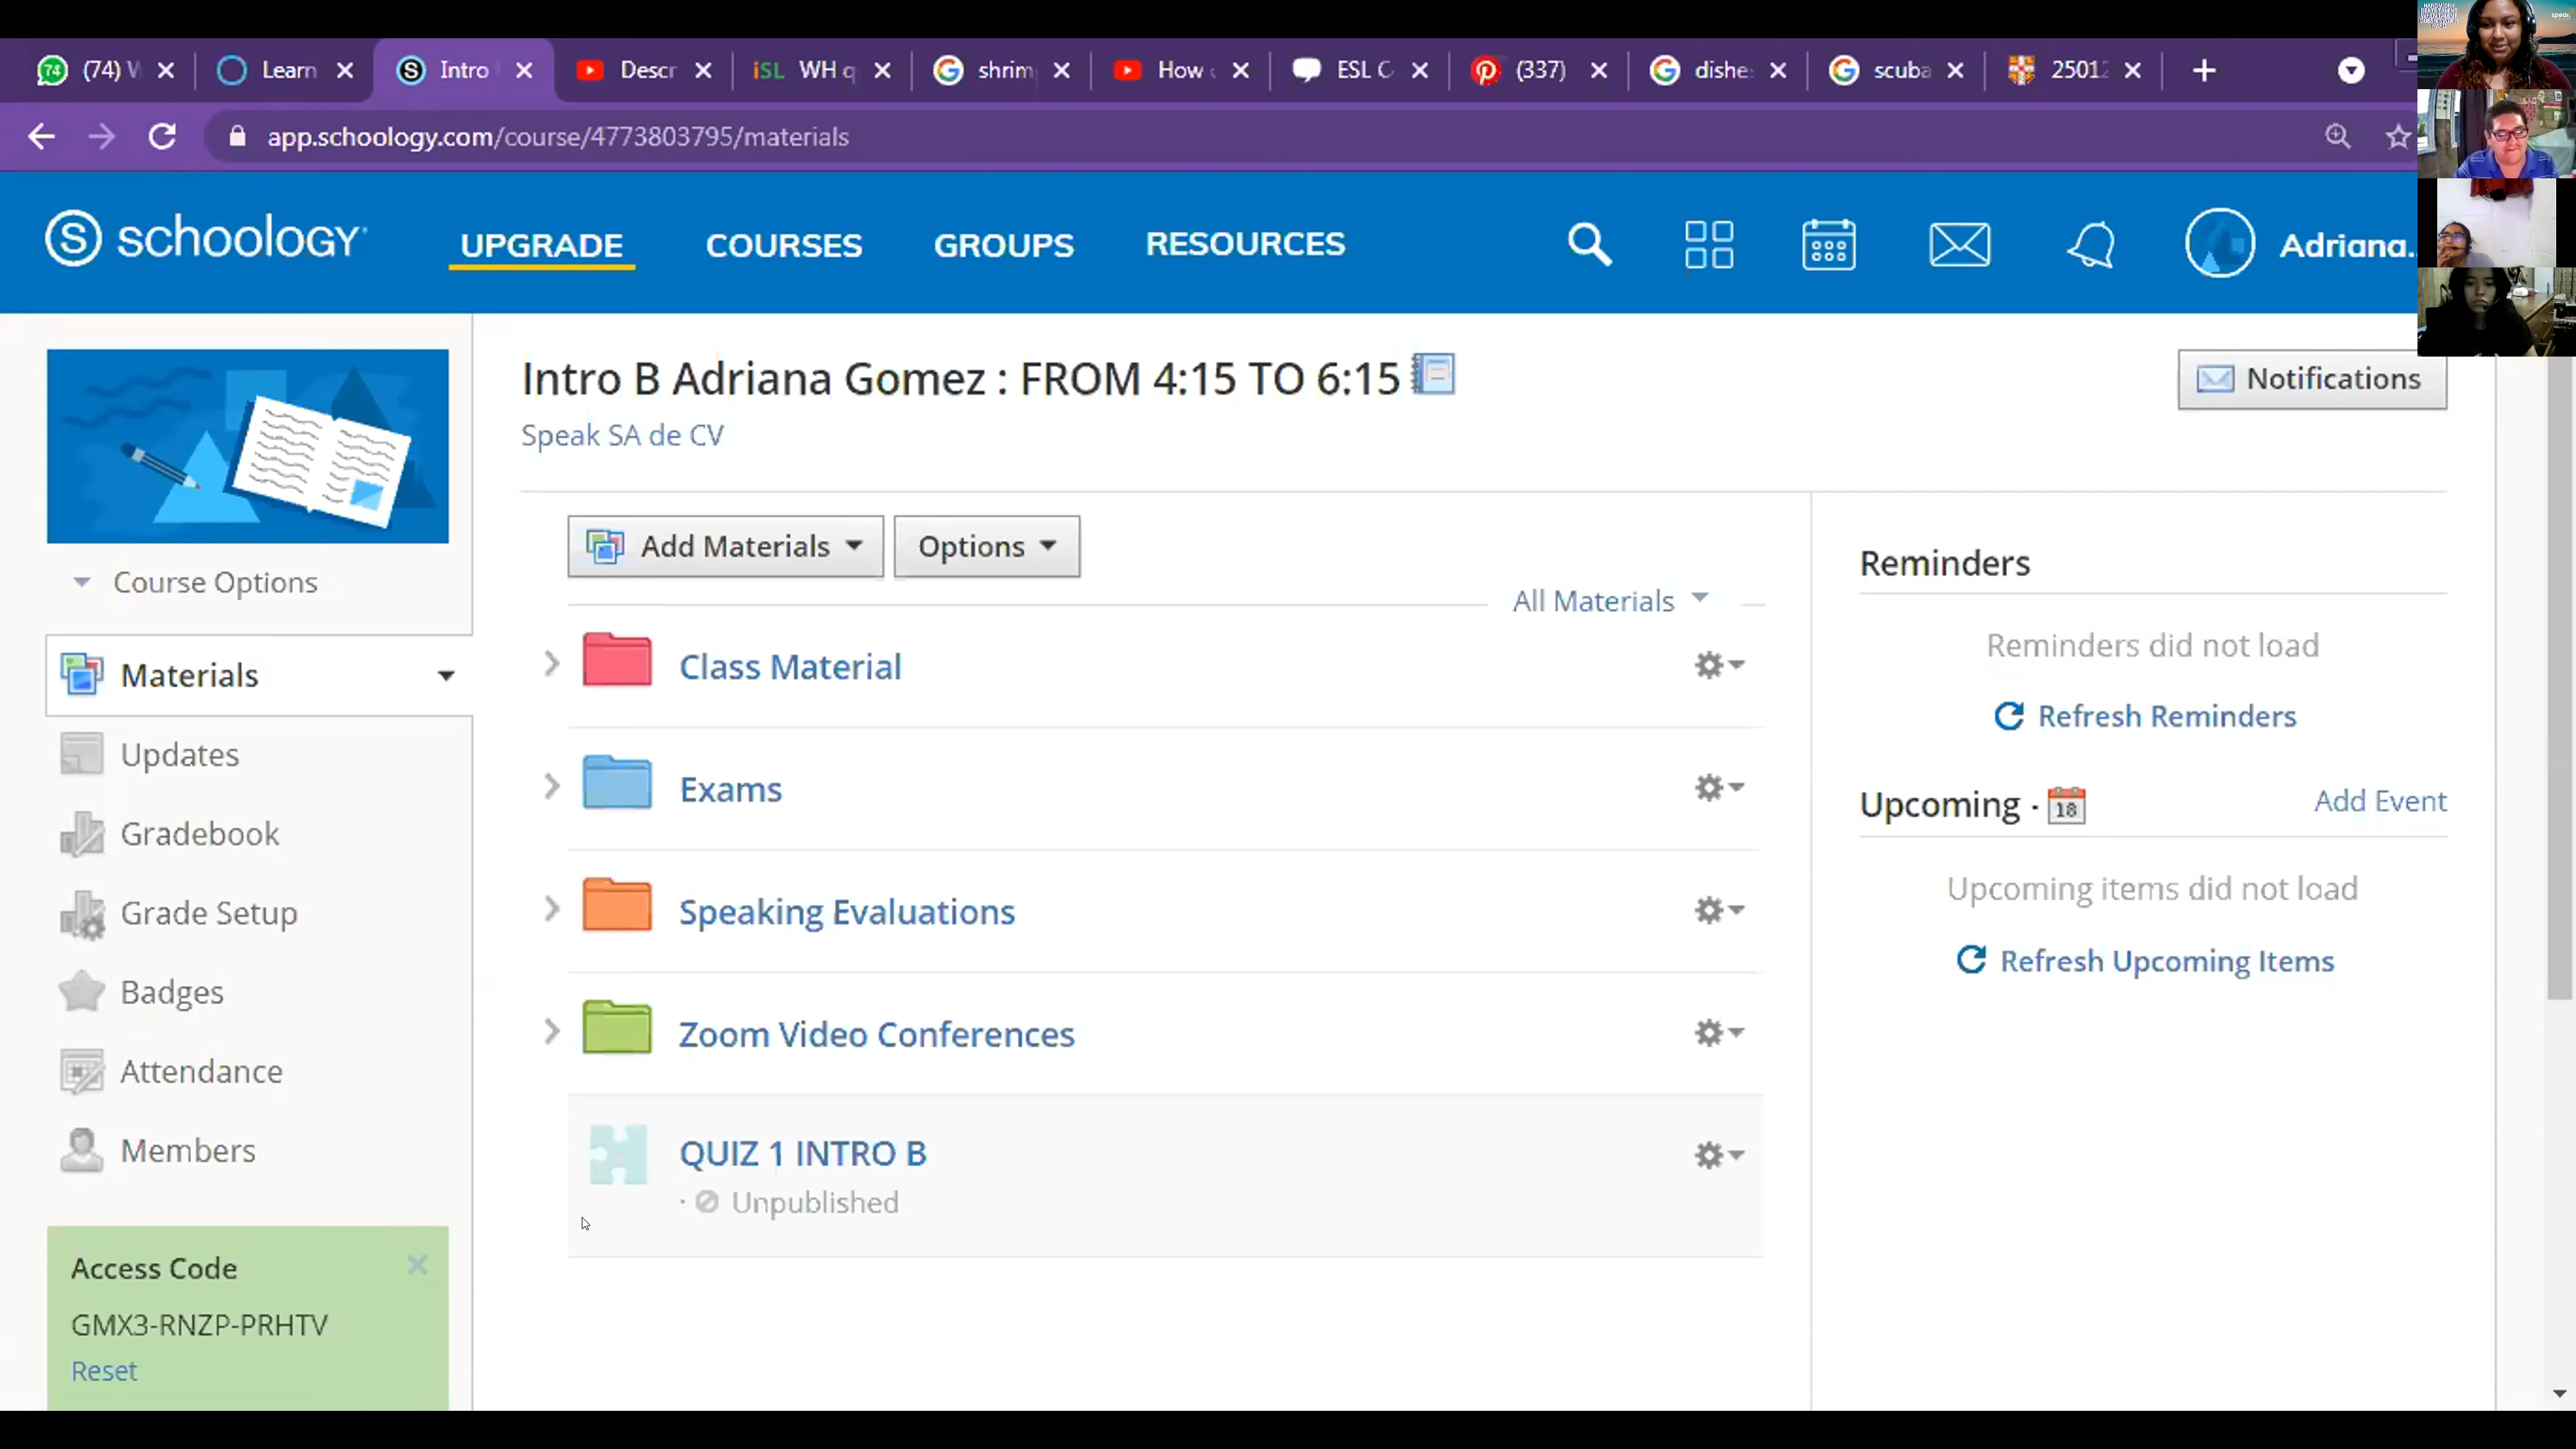 (74) W
Learn
Intro
Descr
iSL WH q
shrim
How
ESL C
(337)
dishe
scuba
2501
app.schoology.com/course/4773803795/materials
S schoology
UPGRADE
COURSES
GROUPS
RESOURCES
Adriana.
Intro B Adriana Gomez : FROM 4:15 TO 6:15
Notifications
Speak SA de CV
Course Options
Materials
Updates
Gradebook
Grade Setup
Badges
Attendance
Members
Access Code
GMX3-RNZP-PRHTV
Reset
Add Materials
Options
All Materials
Class Material
Exams
Speaking Evaluations
Zoom Video Conferences
QUIZ 1 INTRO B
· Unpublished
Reminders
Reminders did not load
Refresh Reminders
Upcoming · 18
Add Event
Upcoming items did not load
Refresh Upcoming Items